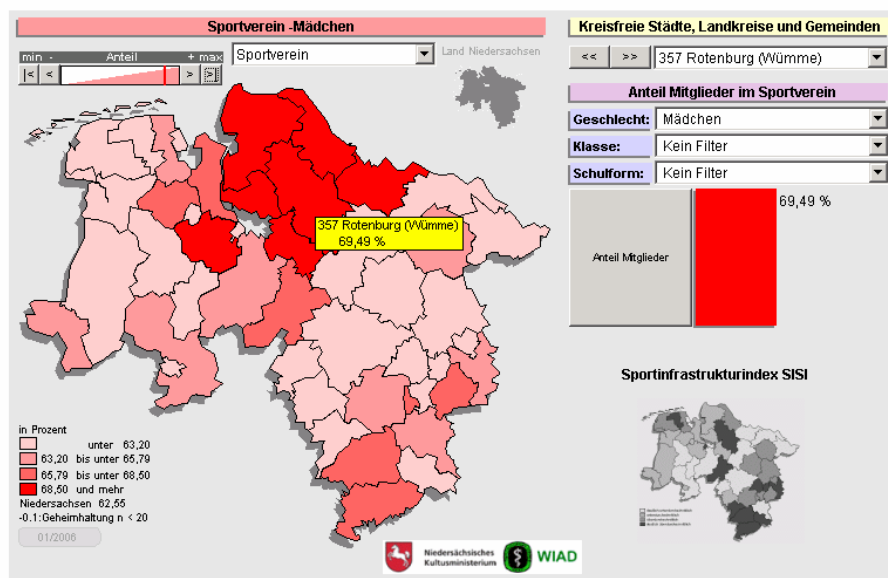 Sportverein -Mädchen
min - Anteil + max
|< < > >|
Sportverein
Land Niedersachsen
357 Rotenburg (Wümme)
69,49 %
in Prozent
unter 63,20
63,20 bis unter 65,79
65,79 bis unter 68,50
68,50 und mehr
Niedersachsen 62,55
-0.1:Geheimhaltung n < 20
01/2006
Niedersächsisches
Kultusministerium
WIAD
Kreisfreie Städte, Landkreise und Gemeinden
<< >> 357 Rotenburg (Wümme)
Anteil Mitglieder im Sportverein
Geschlecht: Mädchen
Klasse: Kein Filter
Schulform: Kein Filter
Anteil Mitglieder
69,49 %
Sportinfrastrukturindex SISI